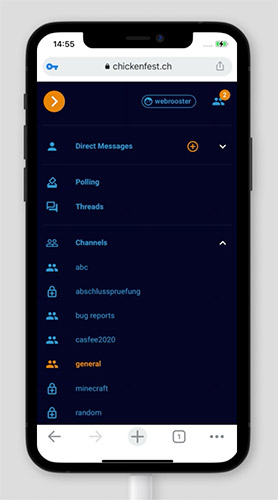 14:55
chickenfest.ch
webrooster
2
Direct Messages
Polling
Threads
Channels
abc
abschlusspruefung
bug reports
casfee2020
general
minecraft
random
1